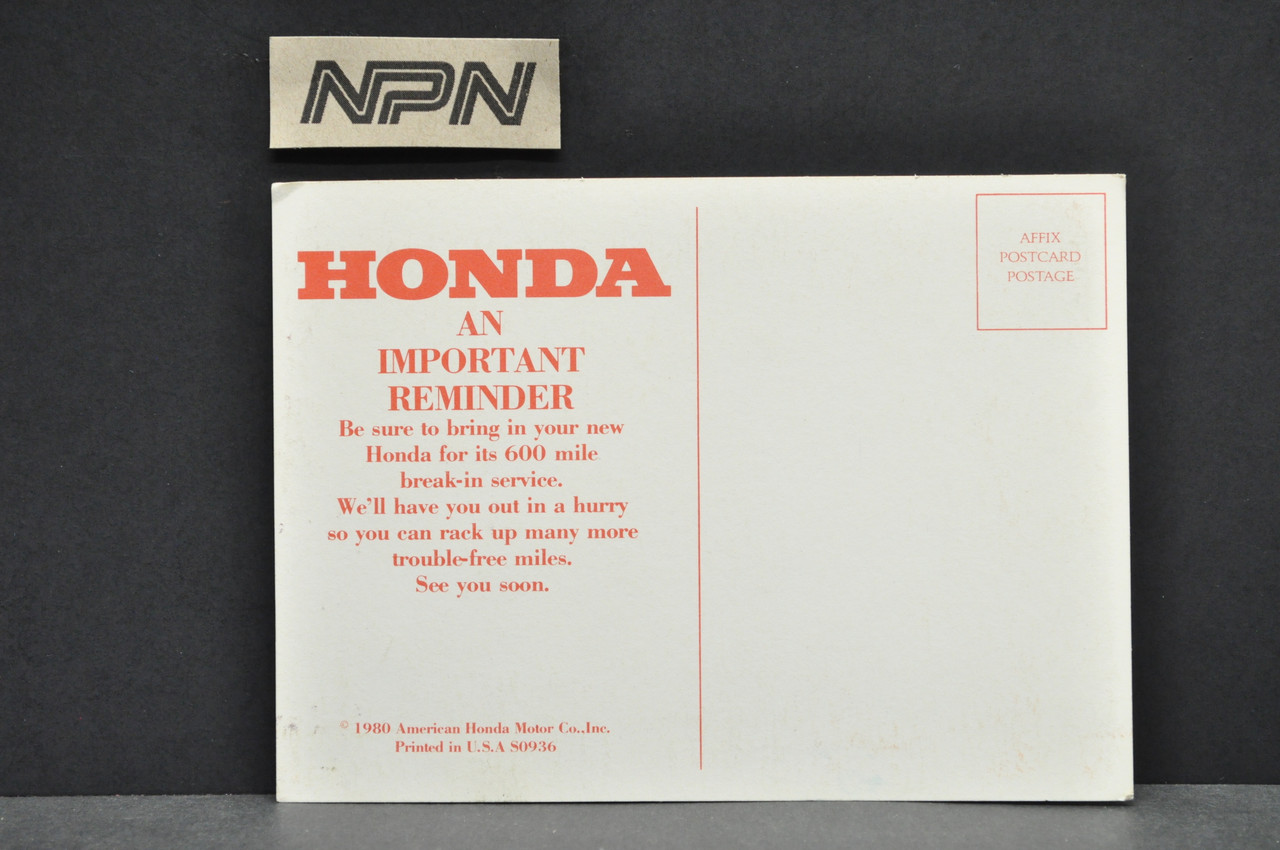 NPN
HONDA
AN
IMPORTANT
REMINDER
Be sure to bring in your new
Honda for its 600 mile
break-in service.
We'll have you out in a hurry
so you can rack up many more
trouble-free miles.
See you soon.
© 1980 American Honda Motor Co.,Inc.
Printed in U.S.A S0936
AFFIX
POSTCARD
POSTAGE